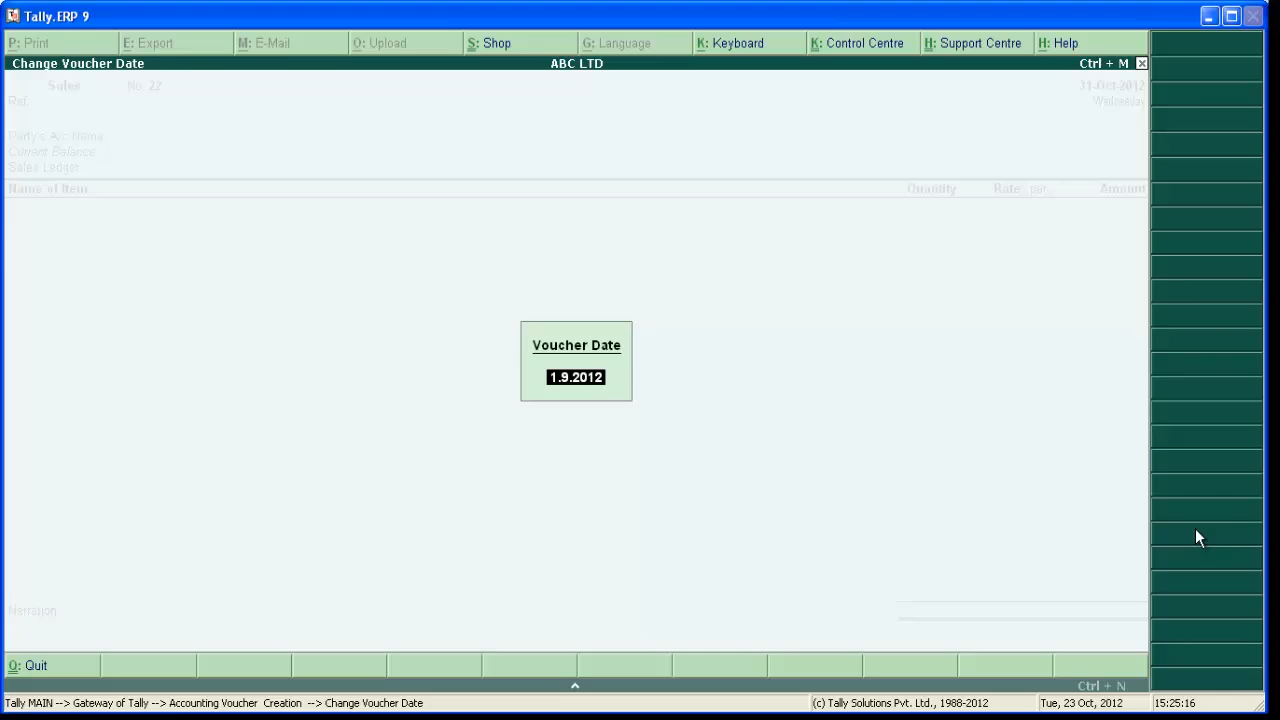 Tally.ERP 9
P: Print E: Export M: E-Mail O: Upload S: Shop G: Language K: Keyboard K: Control Centre H: Support Centre H: Help
Change Voucher Date ABC LTD Ctrl + M
Sales No. 22 31-Oct-2012
Ref. Wednesday
Party's A/c Name
Current Balance
Sales Ledger
Name of Item Quantity Rate per Amount
Voucher Date
1.9.2012
Narration
Q: Quit
Ctrl + N
Tally MAIN --> Gateway of Tally --> Accounting Voucher Creation --> Change Voucher Date (c) Tally Solutions Pvt. Ltd., 1988-2012 Tue, 23 Oct, 2012 15:25:16